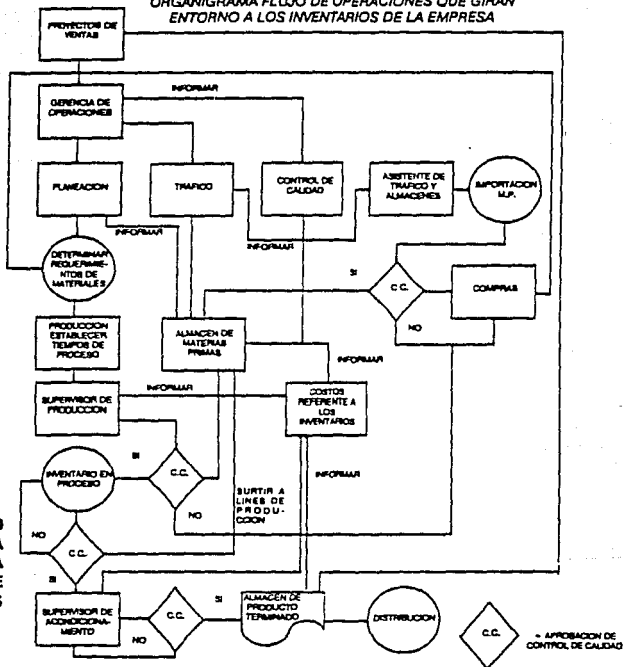 ORGANIGRAMA FLUJO DE OPERACIONES QUE GIRAN
ENTORNO A LOS INVENTARIOS DE LA EMPRESA
PROYECTOS DE
VENTAS
INFORMAR
GERENCIA DE
OPERACIONES
PLANEACION
TRAFICO
CONTROL DE
CALIDAD
ASISTENTE DE
TRAFICO Y
ALMACENES
IMPORTACION
M.P.
INFORMAR
INFORMAR
DETERMINAR
REQUERIMIE-
NTOS DE
MATERIALES
SI
C.C.
COMPRAS
NO
PRODUCCION
ESTABLECER
TIEMPOS DE
PROCESO
ALMACEN DE
MATERIAS
PRIMAS
INFORMAR
SUPERVISOR DE
PRODUCCION
INFORMAR
COSTOS
REFERENTE A
LOS
INVENTARIOS
INVENTARIO EN
PROCESO
SI
C.C.
NO
SURTIR A
LINES DE
PRODU-
CCION
INFORMAR
NO
C.C.
SI
SUPERVISOR DE
ACONDICIONA-
MIENTO
C.C.
NO
SI
ALMACEN DE
PRODUCTO
TERMINADO
DISTRIBUCION
C.C.
= APROBACION DE
CONTROL DE CALIDAD